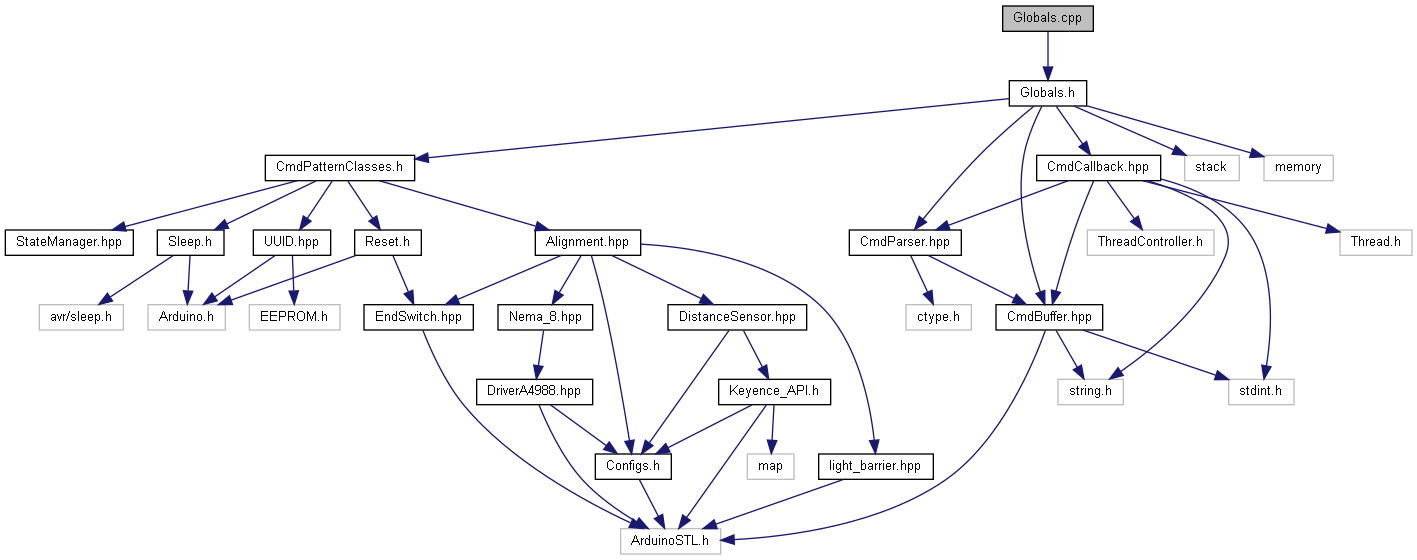 Globals.cpp
Globals.h
CmdPatternClasses.h
CmdCallback.hpp
stack
memory
StateManager.hpp
Sleep.h
UUID.hpp
Reset.h
Alignment.hpp
CmdParser.hpp
ThreadController.h
Thread.h
avr/sleep.h
Arduino.h
EEPROM.h
EndSwitch.hpp
Nema_8.hpp
DistanceSensor.hpp
ctype.h
CmdBuffer.hpp
DriverA4988.hpp
Keyence_API.h
string.h
stdint.h
Configs.h
map
light_barrier.hpp
ArduinoSTL.h